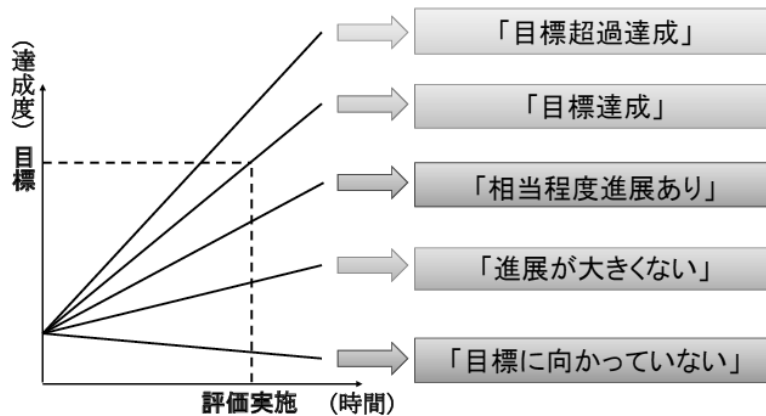 （達成度）
目標
「目標超過達成」
「目標達成」
「相当程度進展あり」
「進展が大きくない」
「目標に向かっていない」
評価実施
（時間）